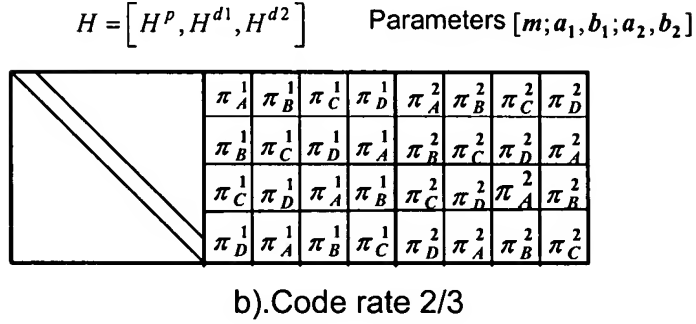 H = [H^p, H^{d1}, H^{d2}] Parameters [m; a₁, b₁; a₂, b₂]
π_A^1 π_B^1 π_C^1 π_D^1 π_A^2 π_B^2 π_C^2 π_D^2
π_B^1 π_C^1 π_D^1 π_A^1 π_B^2 π_C^2 π_D^2 π_A^2
π_C^1 π_D^1 π_A^1 π_B^1 π_C^2 π_D^2 π_A^2 π_B^2
π_D^1 π_A^1 π_B^1 π_C^1 π_D^2 π_A^2 π_B^2 π_C^2
b).Code rate 2/3